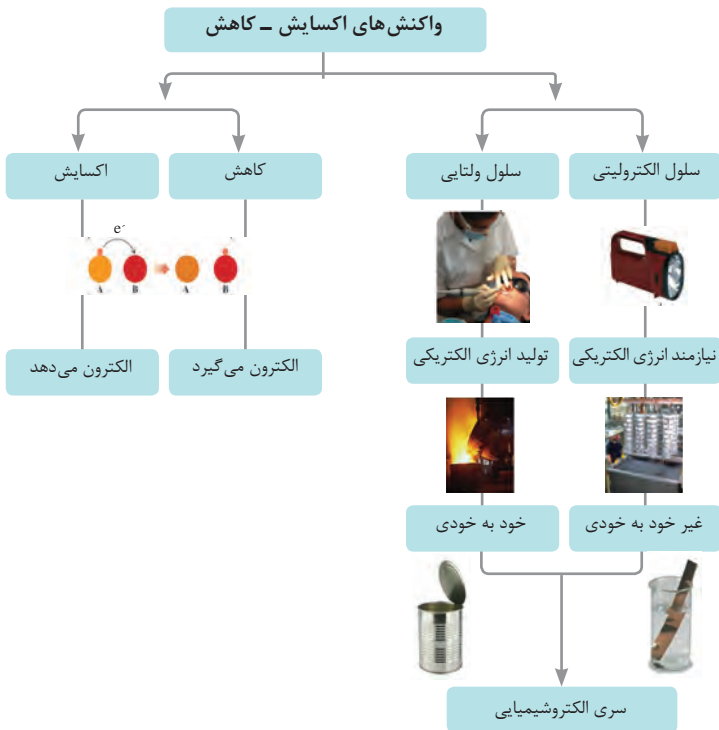 واکنش‌های اکسایش ـ کاهش
سلول الکترولیتی
سلول ولتایی
کاهش
اکسایش
e⁻
A B A B
نیازمند انرژی الکتریکی
تولید انرژی الکتریکی
الکترون می‌گیرد
الکترون می‌دهد
غیر خود به خودی
خود به خودی
سری الکتروشیمیایی